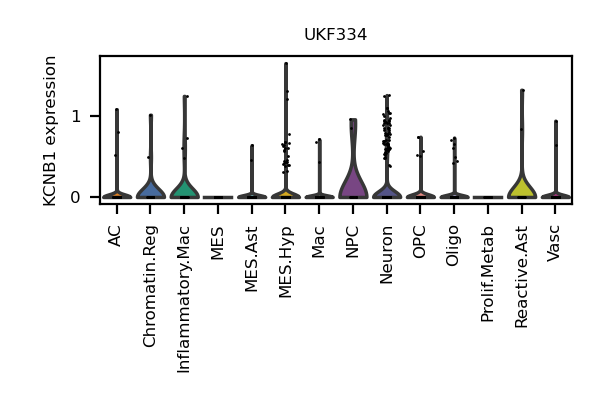 UKF334
KCNB1 expression
1
0
AC
Chromatin.Reg
Inflammatory.Mac
MES
MES.Ast
MES.Hyp
Mac
NPC
Neuron
OPC
Oligo
Prolif.Metab
Reactive.Ast
Vasc